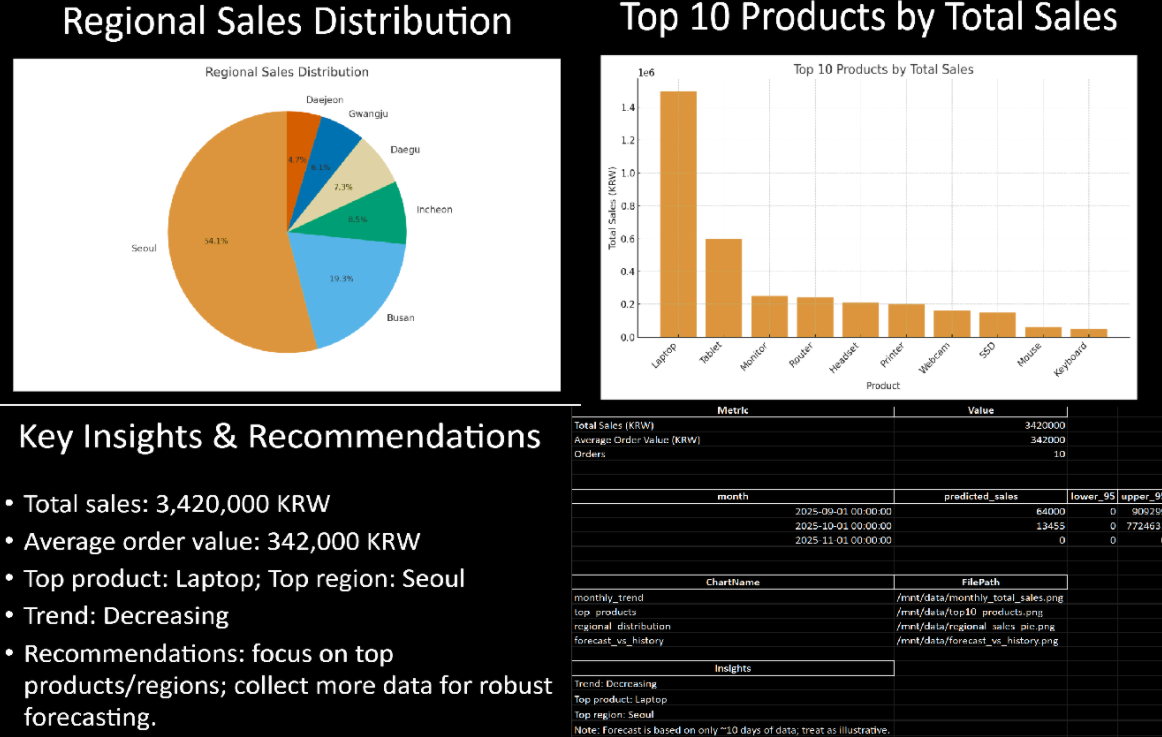 Regional Sales Distribution
Regional Sales Distribution
Daejeon
Gwangju
Daegu
Incheon
Busan
Seoul
4.7%
6.1%
7.3%
8.5%
19.3%
54.1%
Top 10 Products by Total Sales
1e6
Top 10 Products by Total Sales
1.4
1.2
1.0
0.8
0.6
0.4
0.2
0.0
Total Sales (KRW)
Laptop
Tablet
Monitor
Router
Headset
Printer
Webcam
SSD
Mouse
Keyboard
Product
Key Insights & Recommendations
• Total sales: 3,420,000 KRW
• Average order value: 342,000 KRW
• Top product: Laptop; Top region: Seoul
• Trend: Decreasing
• Recommendations: focus on top
products/regions; collect more data for robust
forecasting.
Metric Value
Total Sales (KRW) 3420000
Average Order Value (KRW) 342000
Orders 10
month predicted_sales lower_95 upper_95
2025-09-01 00:00:00 64000 0 909299
2025-10-01 00:00:00 13455 0 772463
2025-11-01 00:00:00 0 0
ChartName FilePath
monthly_trend /mnt/data/monthly_total_sales.png
top_products /mnt/data/top10_products.png
regional_distribution /mnt/data/regional_sales_pie.png
forecast_vs_history /mnt/data/forecast_vs_history.png
Insights
Trend: Decreasing
Top product: Laptop
Top region: Seoul
Note: Forecast is based on only ~10 days of data; treat as illustrative.